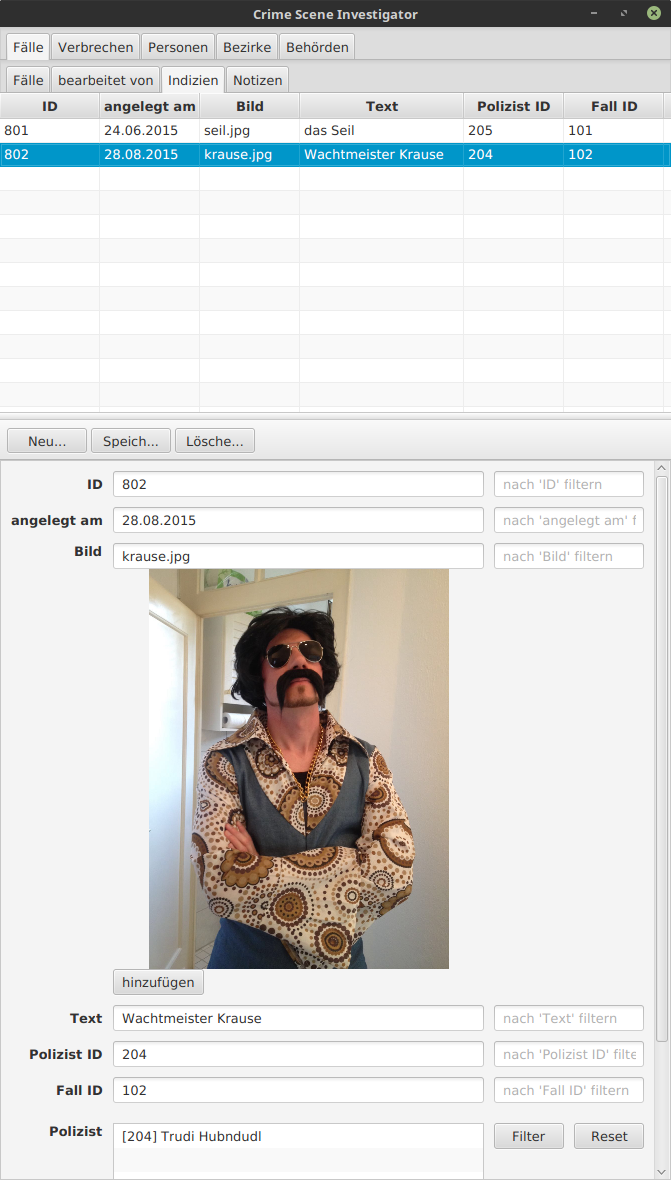 Crime Scene Investigator
Fälle Verbrechen Personen Bezirke Behörden
Fälle bearbeitet von Indizien Notizen
ID angelegt am Bild Text Polizist ID Fall ID
801 24.06.2015 seil.jpg das Seil 205 101
802 28.08.2015 krause.jpg Wachtmeister Krause 204 102
Neu... Speich... Lösche...
ID 802 nach 'ID' filtern
angelegt am 28.08.2015 nach 'angelegt am' f
Bild krause.jpg nach 'Bild' filtern
hinzufügen
Text Wachtmeister Krause nach 'Text' filtern
Polizist ID 204 nach 'Polizist ID' filte
Fall ID 102 nach 'Fall ID' filtern
Polizist [204] Trudi Hubndudl Filter Reset